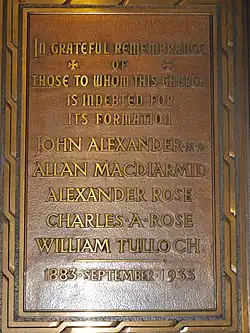 IN GRATEFUL REMEMBRANCE
OF
THOSE TO WHOM THIS CHURCH
IS INDEBTED FOR
ITS FORMATION
JOHN ALEXANDER
ALLAN MACDIARMID
ALEXANDER ROSE
CHARLES·A·ROSE
WILLIAM TULLOCH
1883·SEPTEMBER·1933